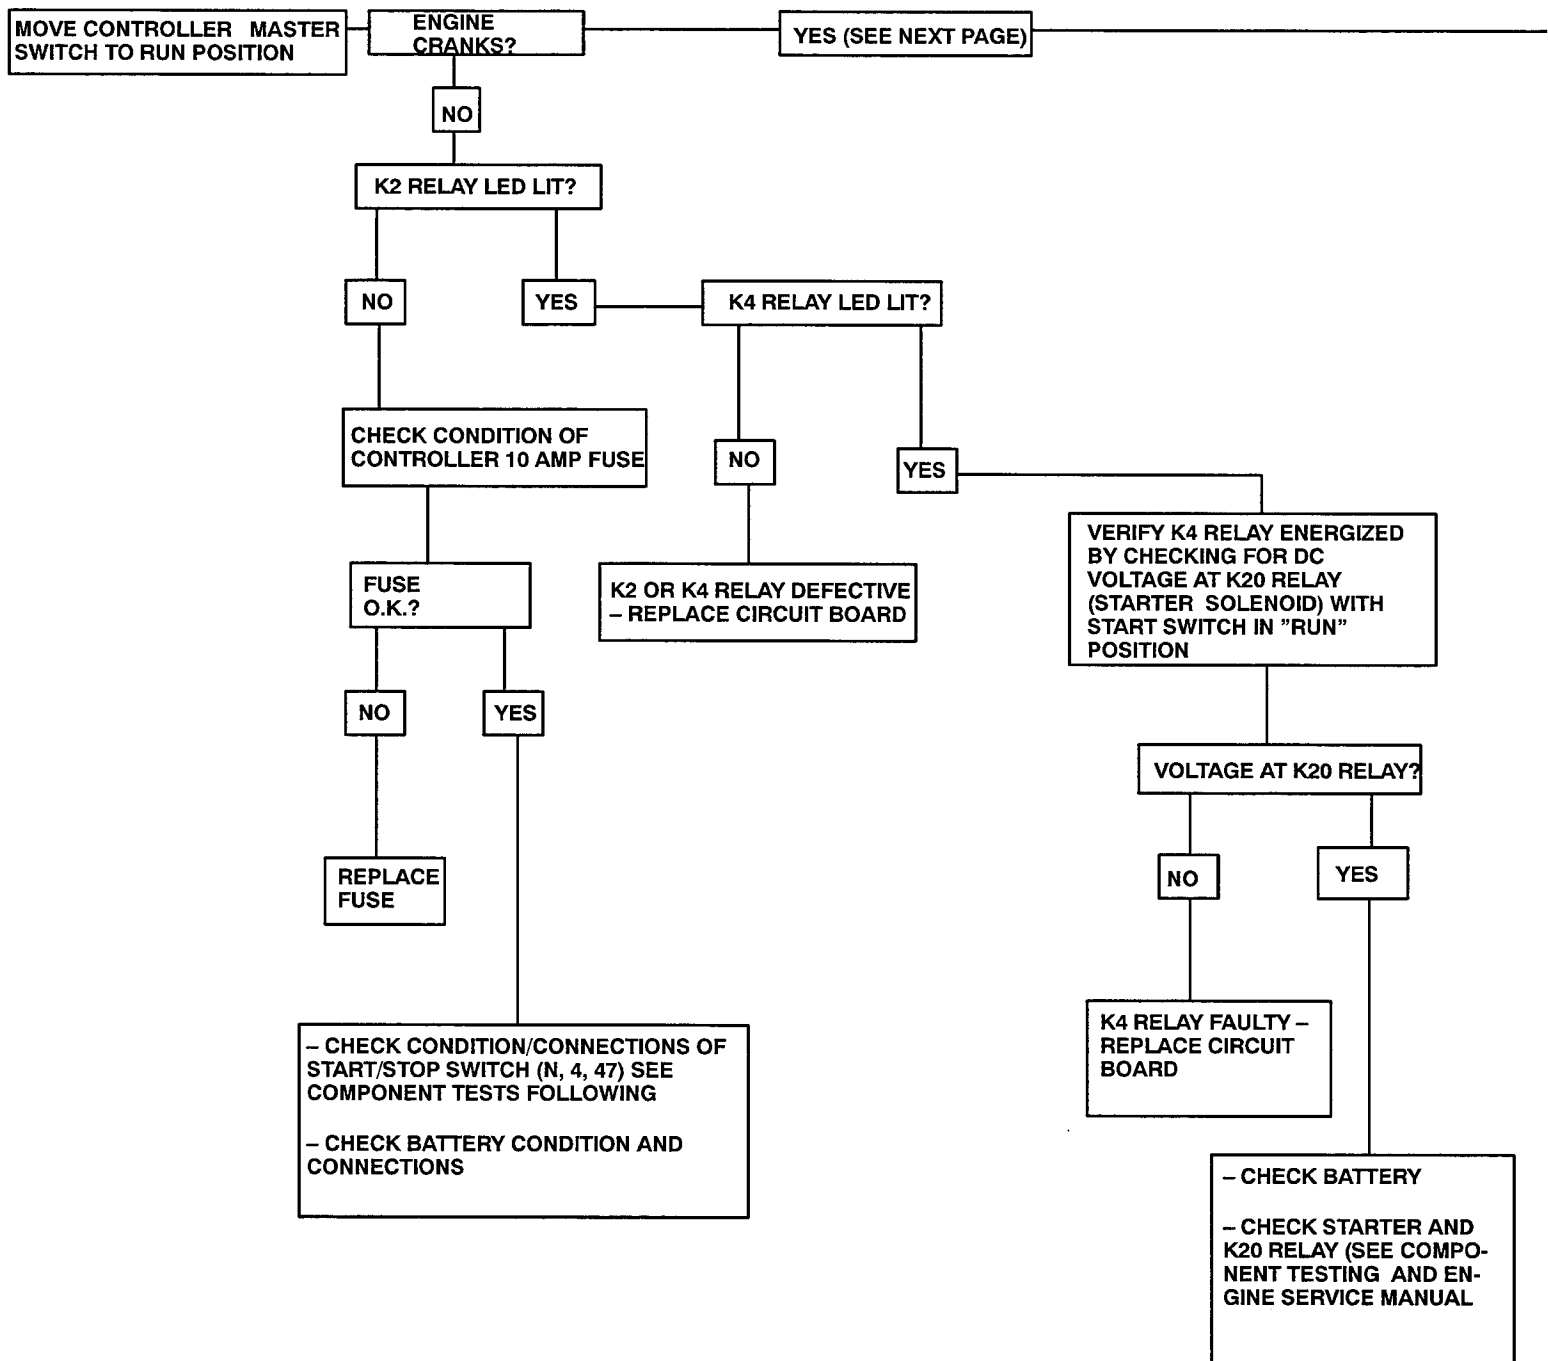 MOVE CONTROLLER MASTER
SWITCH TO RUN POSITION
ENGINE
CRANKS?
YES (SEE NEXT PAGE)
NO
K2 RELAY LED LIT?
NO
YES
K4 RELAY LED LIT?
CHECK CONDITION OF
CONTROLLER 10 AMP FUSE
NO
YES
FUSE
O.K.?
K2 OR K4 RELAY DEFECTIVE
– REPLACE CIRCUIT BOARD
VERIFY K4 RELAY ENERGIZED
BY CHECKING FOR DC
VOLTAGE AT K20 RELAY
(STARTER SOLENOID) WITH
START SWITCH IN ”RUN”
POSITION
NO
YES
VOLTAGE AT K20 RELAY?
REPLACE
FUSE
NO
YES
– CHECK CONDITION/CONNECTIONS OF
START/STOP SWITCH (N, 4, 47) SEE
COMPONENT TESTS FOLLOWING
– CHECK BATTERY CONDITION AND
CONNECTIONS
K4 RELAY FAULTY –
REPLACE CIRCUIT
BOARD
– CHECK BATTERY
– CHECK STARTER AND
K20 RELAY (SEE COMPO-
NENT TESTING AND EN-
GINE SERVICE MANUAL